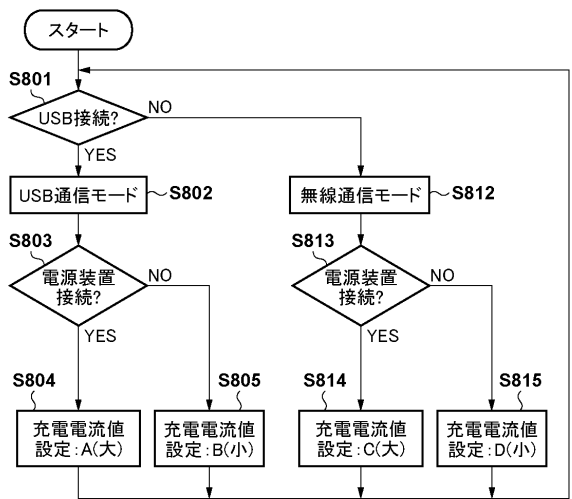 スタート
S801
USB接続?
NO
YES
USB通信モード
S802
無線通信モード
S812
S803
電源装置
接続?
NO
YES
S813
電源装置
接続?
NO
YES
S804
充電電流値
設定:A(大)
S805
充電電流値
設定:B(小)
S814
充電電流値
設定:C(大)
S815
充電電流値
設定:D(小)